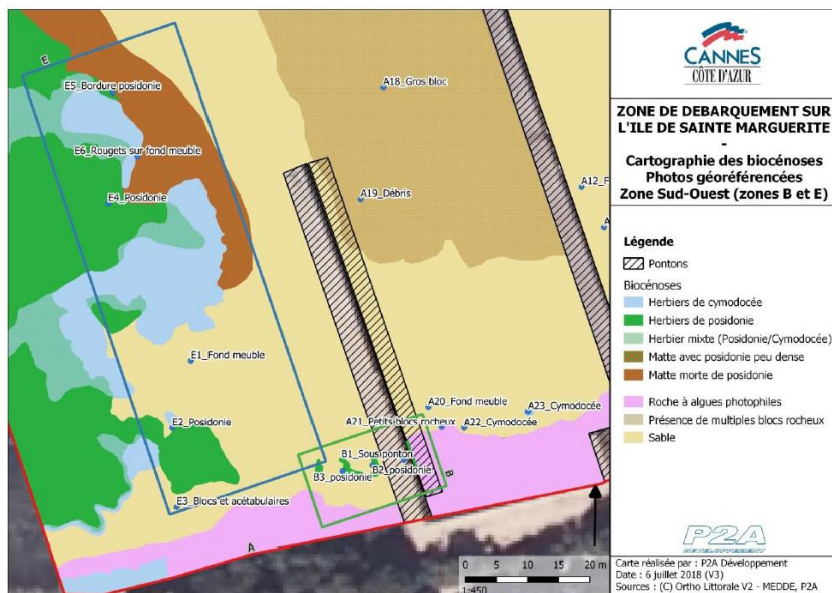 E
E5_Bordure posidonie
A18_Gros bloc
E6_Rougets sur fond meuble
E4_Posidonie
A19_Débris
A12_F
A
E1_Fond meuble
A20_Fond meuble
A23_Cymodocée
E2_Posidonie
A21_Petits blocs rocheux
A22_Cymodocée
B1_Sous ponton
B2_posidonie
B3_posidonie
B
E3_Blocs et acétabulaires
A
0 5 10 15 20 m
1:450
CANNES
CÔTE D'AZUR
ZONE DE DEBARQUEMENT SUR
L'ILE DE SAINTE MARGUERITE
-
Cartographie des biocénoses
Photos géoréférencées
Zone Sud-Ouest (zones B et E)
Légende
Pontons
Biocénoses
Herbiers de cymodocée
Herbiers de posidonie
Herbier mixte (Posidonie/Cymodocée)
Matte avec posidonie peu dense
Matte morte de posidonie
Roche à algues photophiles
Présence de multiples blocs rocheux
Sable
P2A
DEVELOPPEMENT
Carte réalisée par : P2A Développement
Date : 6 juillet 2018 (V3)
Sources : (C) Ortho Littorale V2 - MEDDE, P2A